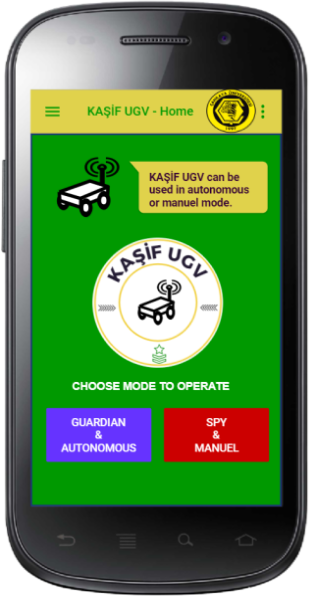 KAŞİF UGV - Home
KAŞİF UGV can be
used in autonomous
or manuel mode.
KAŞİF UGV
CHOOSE MODE TO OPERATE
GUARDIAN
&
AUTONOMOUS
SPY
&
MANUEL